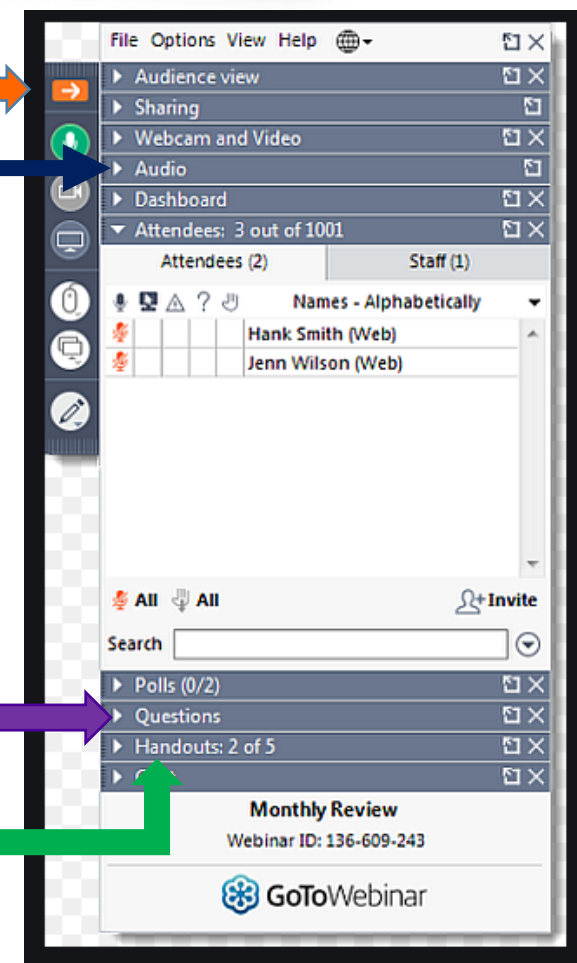 File Options View Help
Audience view
Sharing
Webcam and Video
Audio
Dashboard
Attendees: 3 out of 1001
Attendees (2) Staff (1)
? Names - Alphabetically
Hank Smith (Web)
Jenn Wilson (Web)
All All Invite
Search
Polls (0/2)
Questions
Handouts: 2 of 5
Monthly Review
Webinar ID: 136-609-243
GoToWebinar